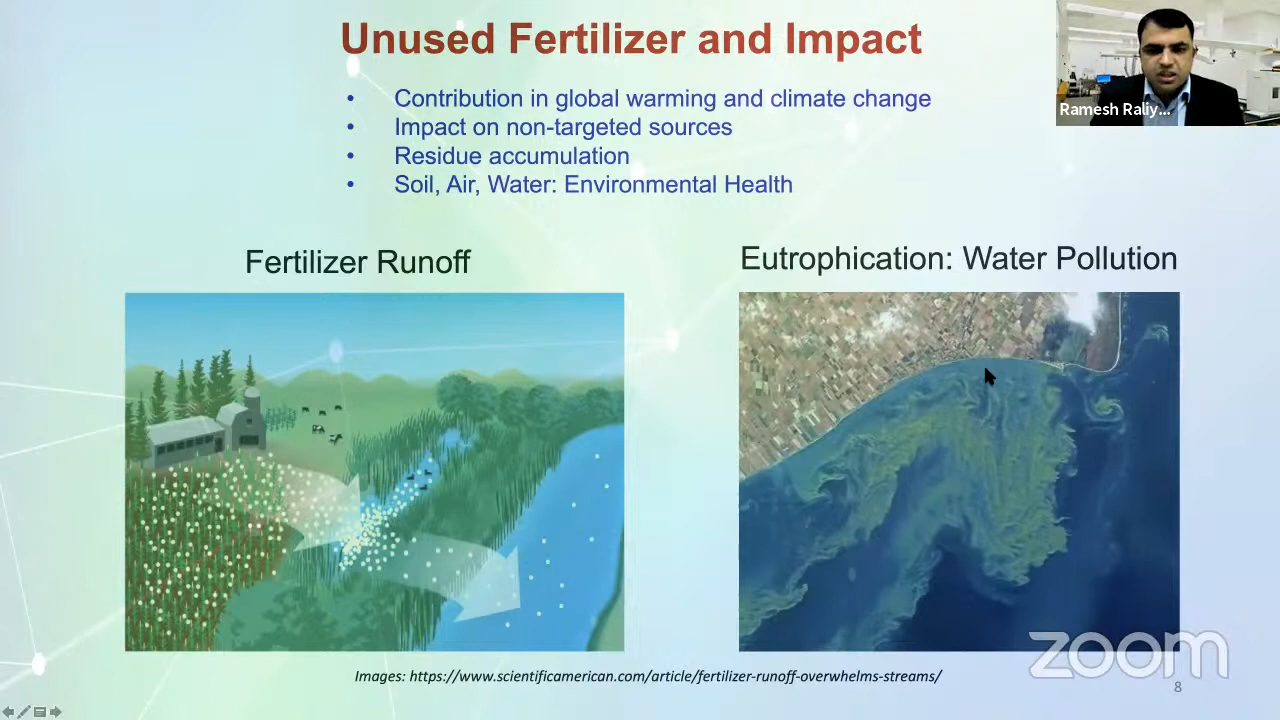 Unused Fertilizer and Impact
• Contribution in global warming and climate change
• Impact on non-targeted sources
• Residue accumulation
• Soil, Air, Water: Environmental Health
Ramesh Raliy...
Fertilizer Runoff
Eutrophication: Water Pollution
zoom
Images: https://www.scientificamerican.com/article/fertilizer-runoff-overwhelms-streams/
8